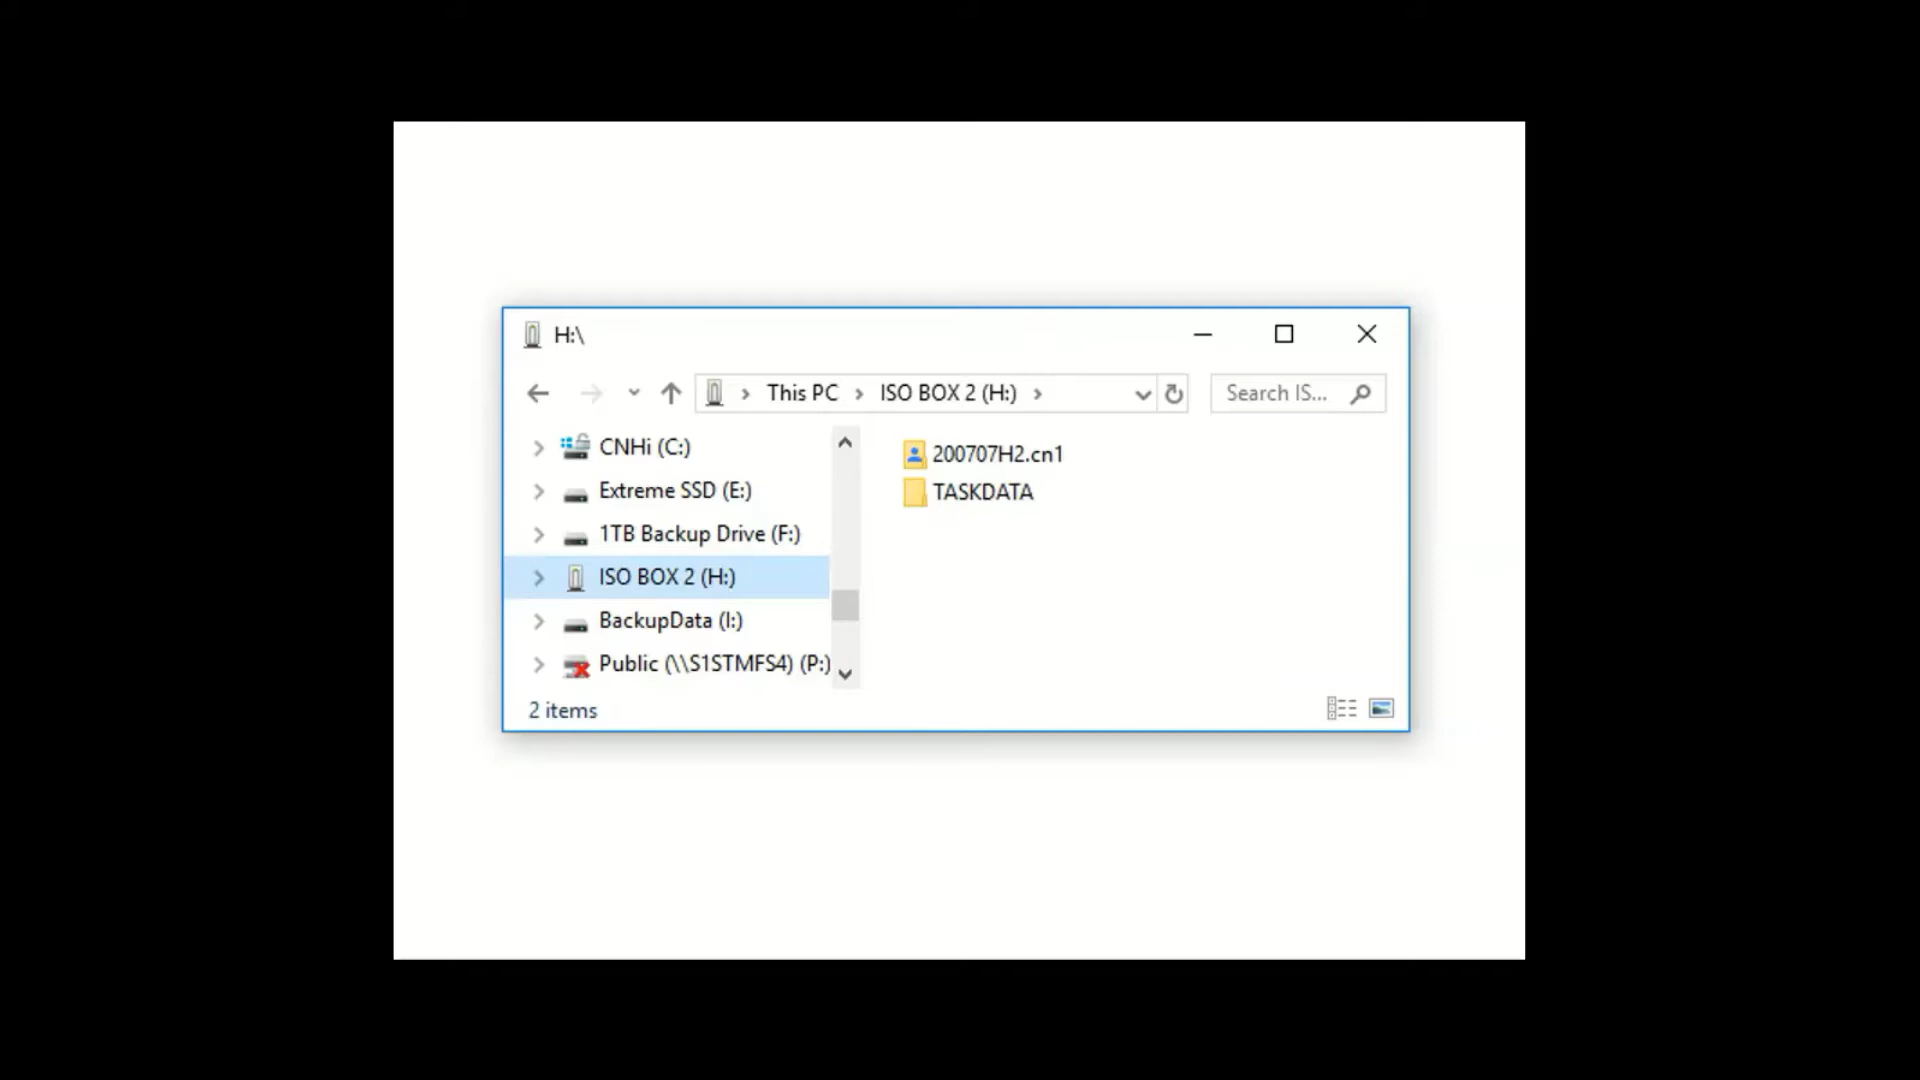 H:\
This PC
ISO BOX 2 (H:)
Search IS...
CNHi (C:)
Extreme SSD (E:)
1TB Backup Drive (F:)
ISO BOX 2 (H:)
BackupData (I:)
Public (\\S1STMFS4) (P:)
200707H2.cn1
TASKDATA
2 items